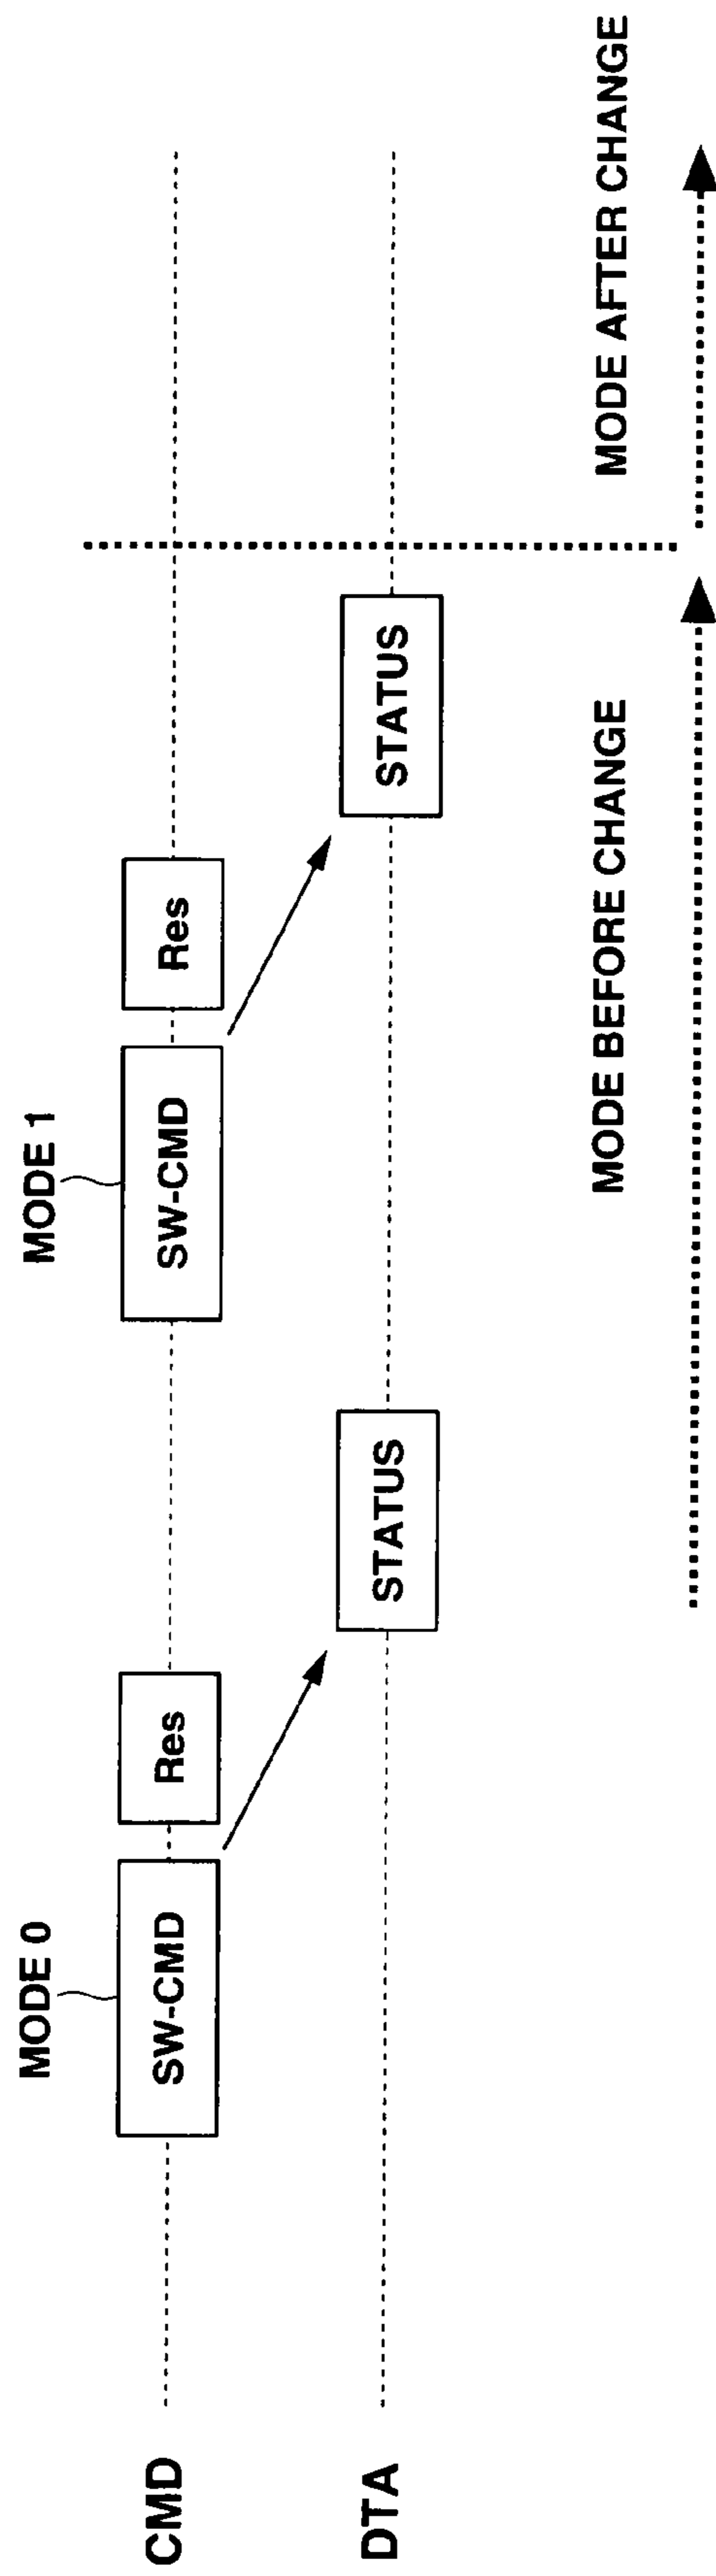 MODE 0
MODE 1
CMD
SW-CMD
Res
SW-CMD
Res
DTA
STATUS
STATUS
MODE BEFORE CHANGE
MODE AFTER CHANGE